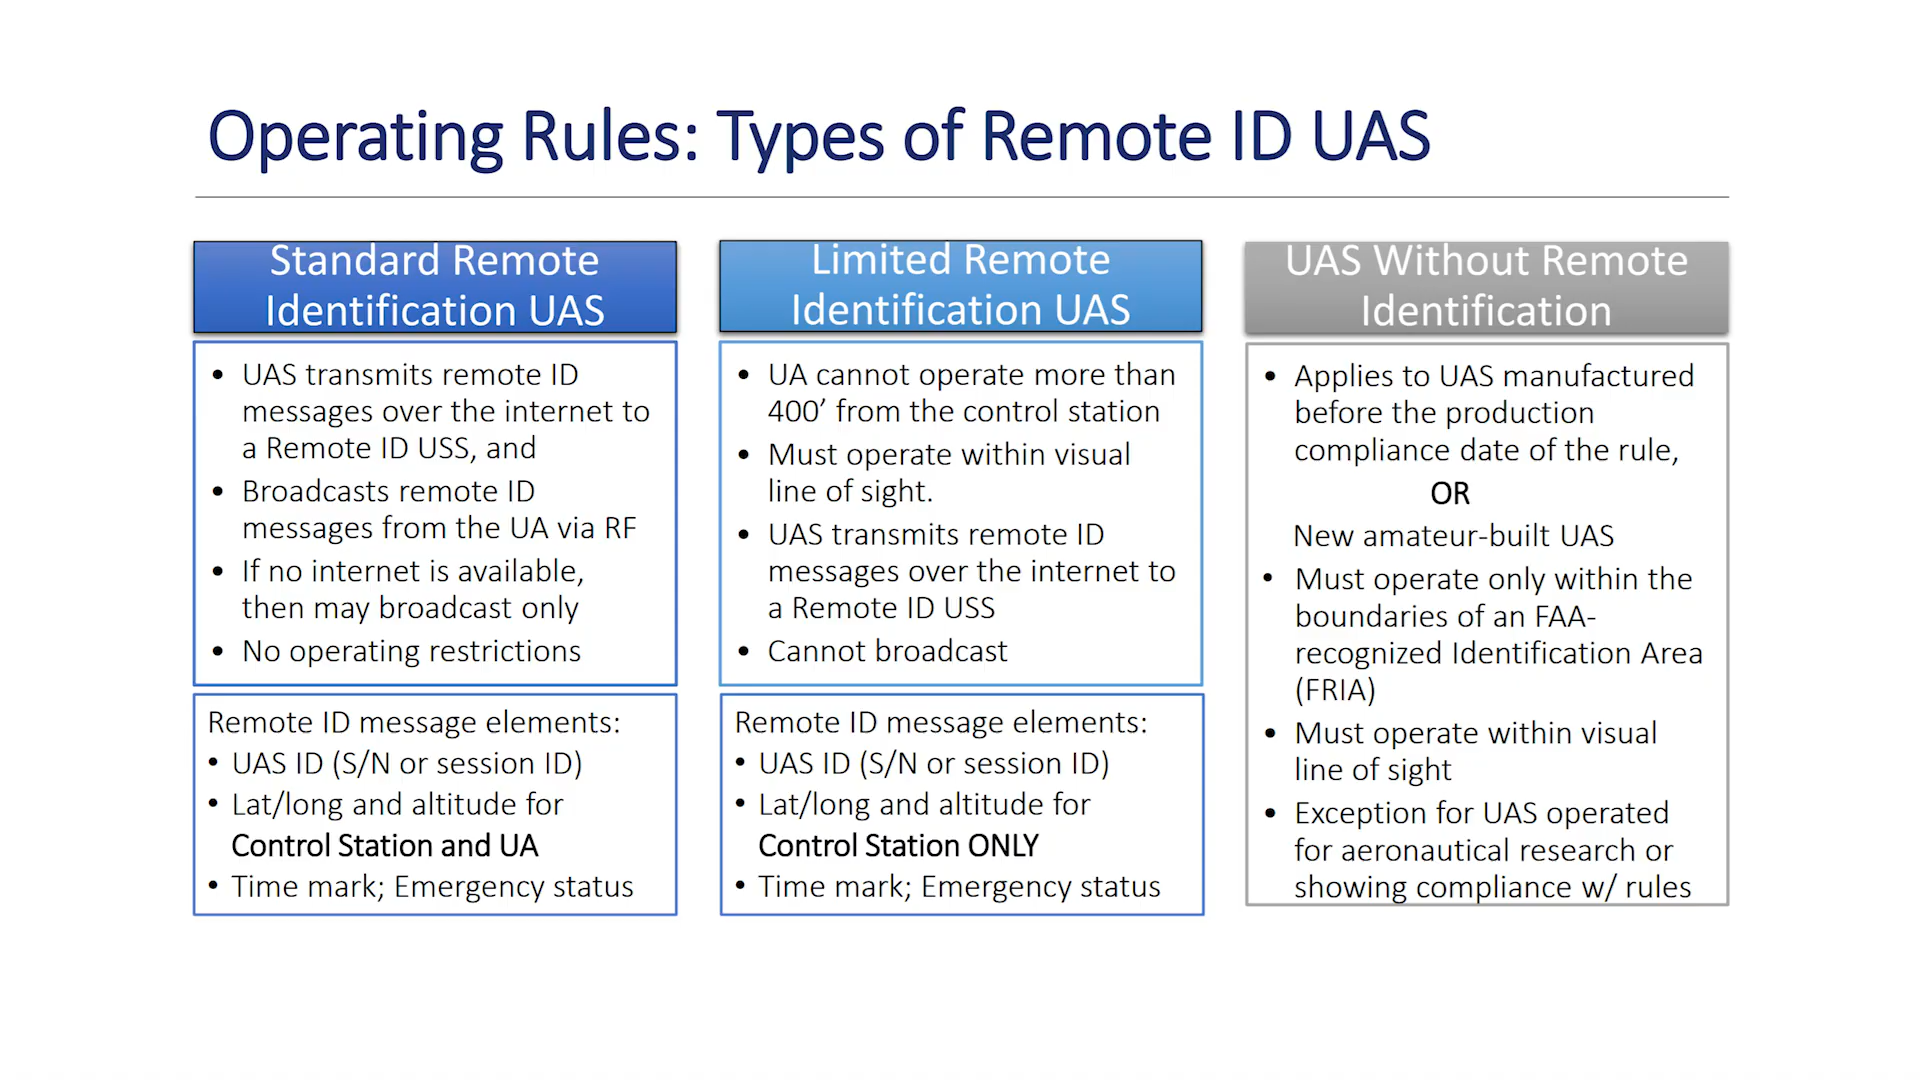 Operating Rules: Types of Remote ID UAS
Standard Remote
Identification UAS
• UAS transmits remote ID
messages over the internet to
a Remote ID USS, and
• Broadcasts remote ID
messages from the UA via RF
• If no internet is available,
then may broadcast only
• No operating restrictions
Remote ID message elements:
• UAS ID (S/N or session ID)
• Lat/long and altitude for
Control Station and UA
• Time mark; Emergency status
Limited Remote
Identification UAS
• UA cannot operate more than
400’ from the control station
• Must operate within visual
line of sight.
• UAS transmits remote ID
messages over the internet to
a Remote ID USS
• Cannot broadcast
Remote ID message elements:
• UAS ID (S/N or session ID)
• Lat/long and altitude for
Control Station ONLY
• Time mark; Emergency status
UAS Without Remote
Identification
• Applies to UAS manufactured
before the production
compliance date of the rule,
OR
New amateur-built UAS
• Must operate only within the
boundaries of an FAA-
recognized Identification Area
(FRIA)
• Must operate within visual
line of sight
• Exception for UAS operated
for aeronautical research or
showing compliance w/ rules